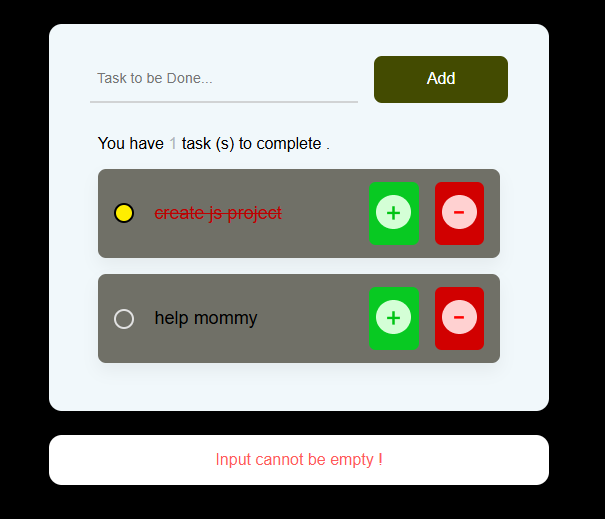 Task to be Done...
Add
You have 1 task (s) to complete .
create js project
+
-
help mommy
+
-
Input cannot be empty !